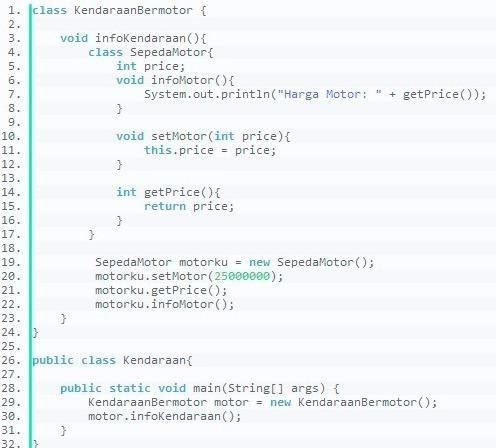 1. class KendaraanBermotor {
2.
3.     void infoKendaraan(){
4.         class SepedaMotor{
5.             int price;
6.             void infoMotor(){
7.                 System.out.println("Harga Motor: " + getPrice());
8.             }
9.
10.             void setMotor(int price){
11.                 this.price = price;
12.             }
13.
14.             int getPrice(){
15.                 return price;
16.             }
17.         }
18.
19.          SepedaMotor motorku = new SepedaMotor();
20.          motorku.setMotor(25000000);
21.          motorku.getPrice();
22.          motorku.infoMotor();
23.     }
24. }
25.
26. public class Kendaraan{
27.
28.     public static void main(String[] args) {
29.         KendaraanBermotor motor = new KendaraanBermotor();
30.         motor.infoKendaraan();
31.     }
32. }